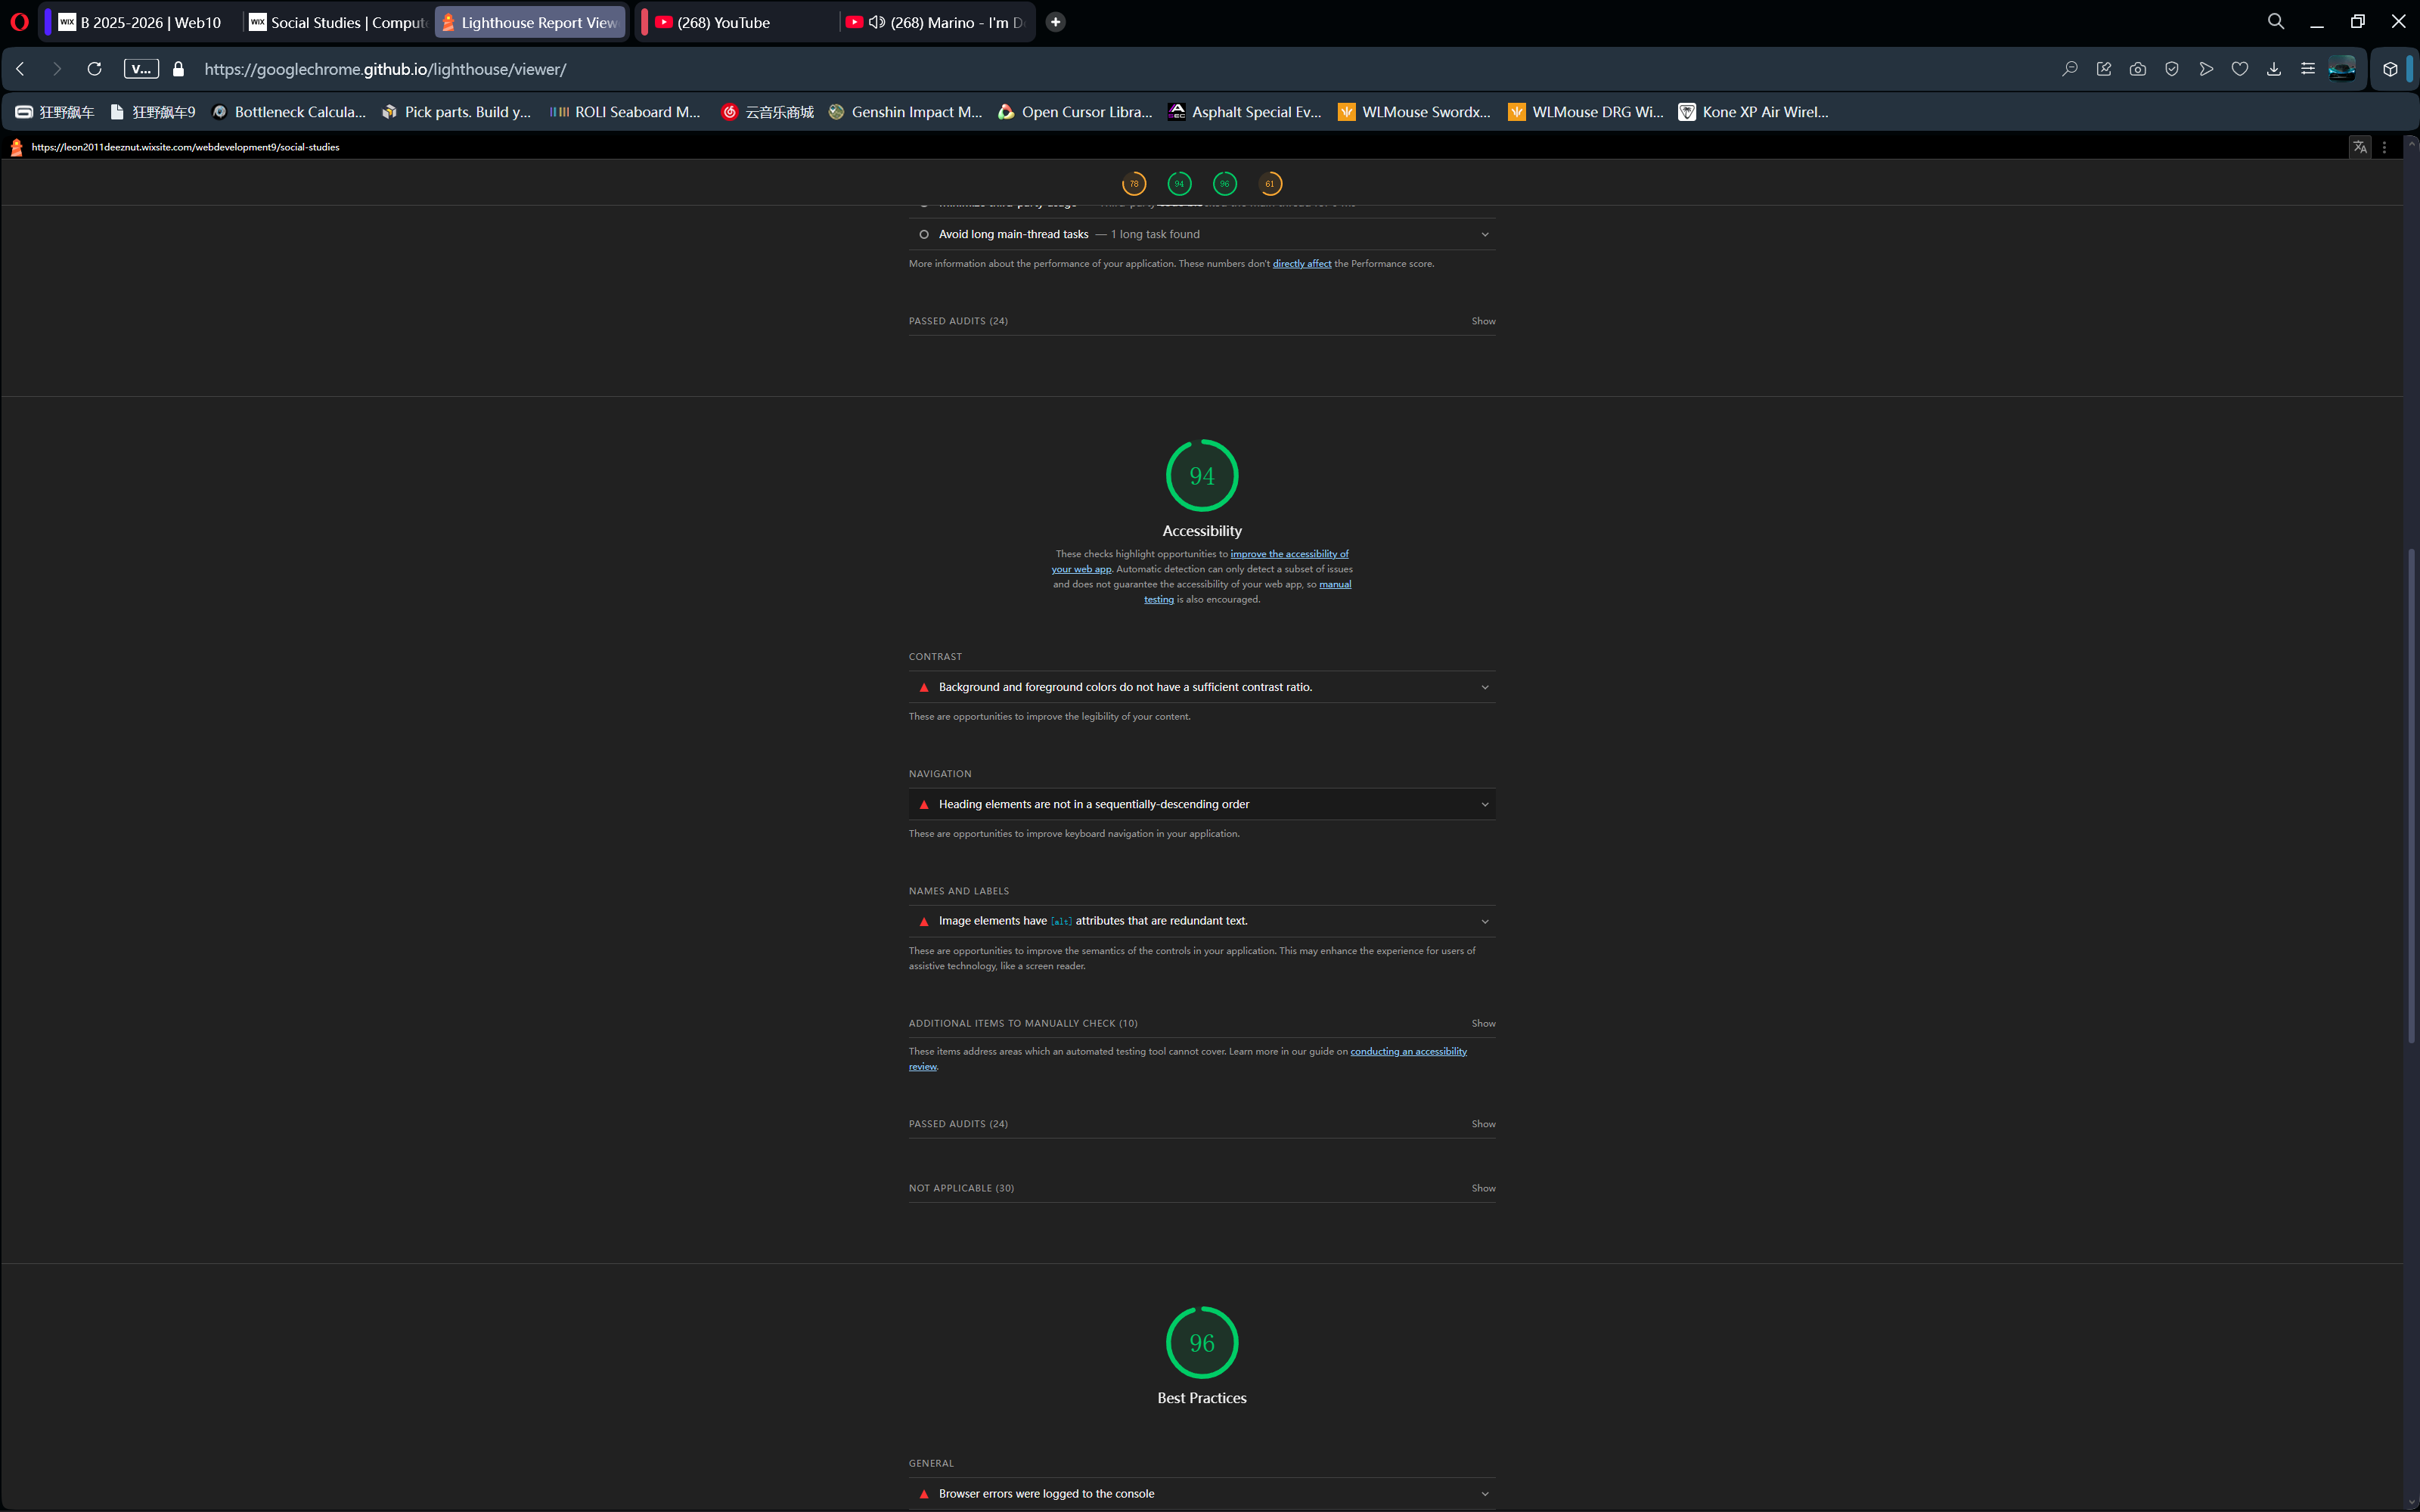 B 2025-2026 | Web10
Social Studies | Comput
Lighthouse Report View
(268) YouTube
(268) Marino - I'm D
V...
https://googlechrome.github.io/lighthouse/viewer/
狂野飙车
狂野飙车9
Bottleneck Calcula...
Pick parts. Build y...
ROLI Seaboard M...
云音乐商城
Genshin Impact M...
Open Cursor Libra...
Asphalt Special Ev...
WLMouse Swordx...
WLMouse DRG Wi...
Kone XP Air Wirel...
https://leon2011deeznut.wixsite.com/webdevelopment9/social-studies
78
94
96
61
Avoid long main-thread tasks — 1 long task found
More information about the performance of your application. These numbers don't directly affect the Performance score.
PASSED AUDITS (24)
Show
94
Accessibility
These checks highlight opportunities to improve the accessibility of
your web app. Automatic detection can only detect a subset of issues
and does not guarantee the accessibility of your web app, so manual
testing is also encouraged.
CONTRAST
Background and foreground colors do not have a sufficient contrast ratio.
These are opportunities to improve the legibility of your content.
NAVIGATION
Heading elements are not in a sequentially-descending order
These are opportunities to improve keyboard navigation in your application.
NAMES AND LABELS
Image elements have [alt] attributes that are redundant text.
These are opportunities to improve the semantics of the controls in your application. This may enhance the experience for users of
assistive technology, like a screen reader.
ADDITIONAL ITEMS TO MANUALLY CHECK (10)
Show
These items address areas which an automated testing tool cannot cover. Learn more in our guide on conducting an accessibility
review.
PASSED AUDITS (24)
Show
NOT APPLICABLE (30)
Show
96
Best Practices
GENERAL
Browser errors were logged to the console